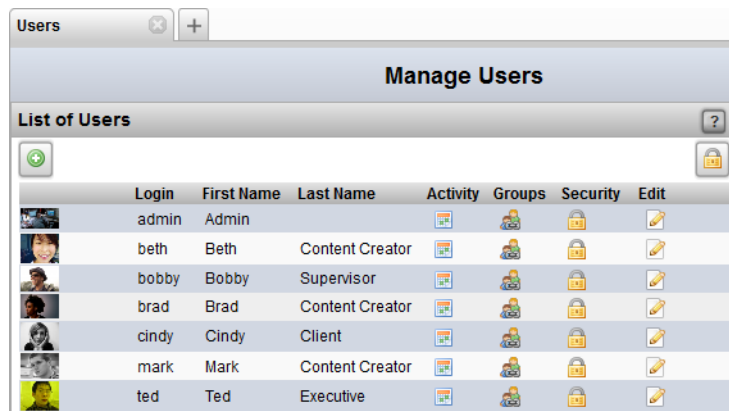 Users
Manage Users
List of Users
?
Login First Name Last Name Activity Groups Security Edit
admin Admin
beth Beth Content Creator
bobby Bobby Supervisor
brad Brad Content Creator
cindy Cindy Client
mark Mark Content Creator
ted Ted Executive